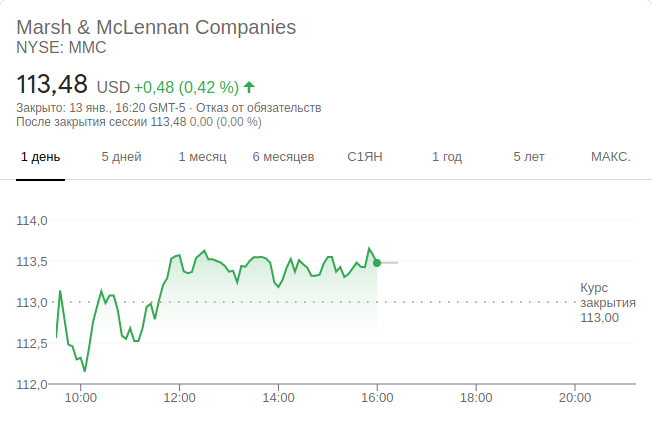 Marsh & McLennan Companies
NYSE: MMC
113,48 USD +0,48 (0,42 %)
Закрыто: 13 янв., 16:20 GMT-5 · Отказ от обязательств
После закрытия сессии 113,48 0,00 (0,00 %)
1 день 5 дней 1 месяц 6 месяцев С1ЯН 1 год 5 лет МАКС.
114,0
113,5
113,0
112,5
112,0
Курс
закрытия
113,00
10:00 12:00 14:00 16:00 18:00 20:00